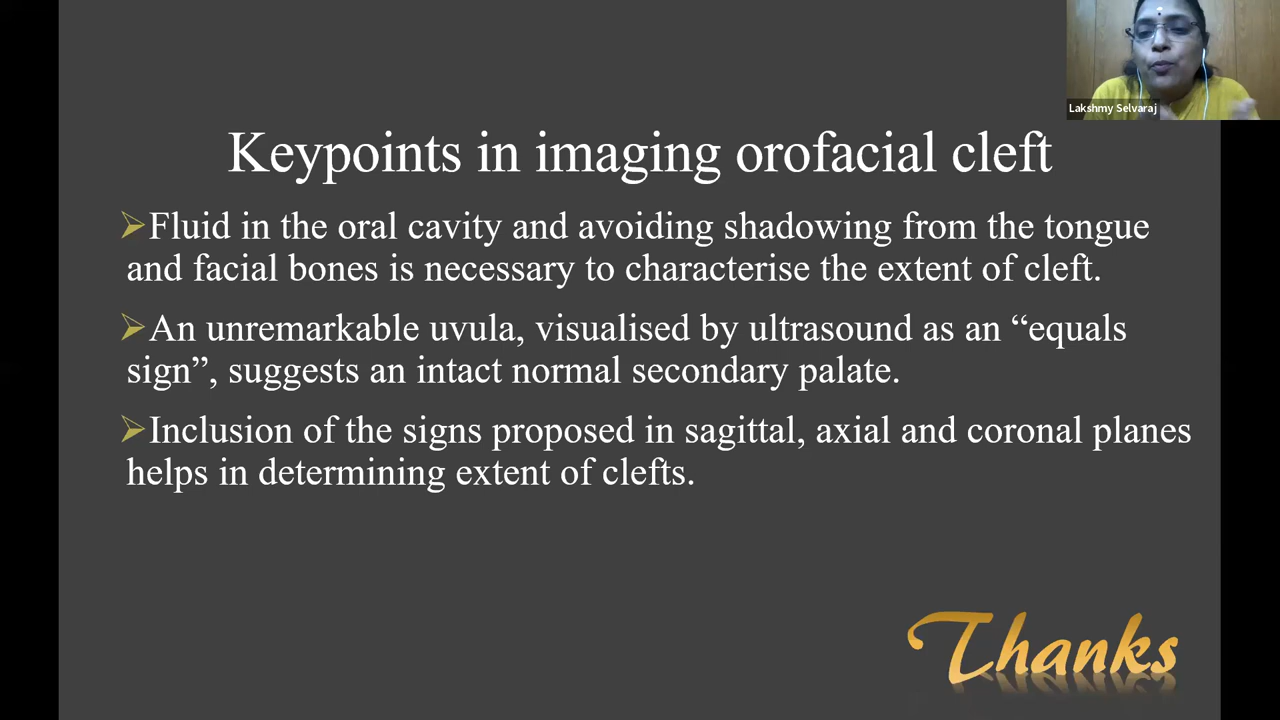 Lakshmy Selvaraj
Keypoints in imaging orofacial cleft
➢Fluid in the oral cavity and avoiding shadowing from the tongue
and facial bones is necessary to characterise the extent of cleft.
➢An unremarkable uvula, visualised by ultrasound as an “equals
sign”, suggests an intact normal secondary palate.
➢Inclusion of the signs proposed in sagittal, axial and coronal planes
helps in determining extent of clefts.
Thanks